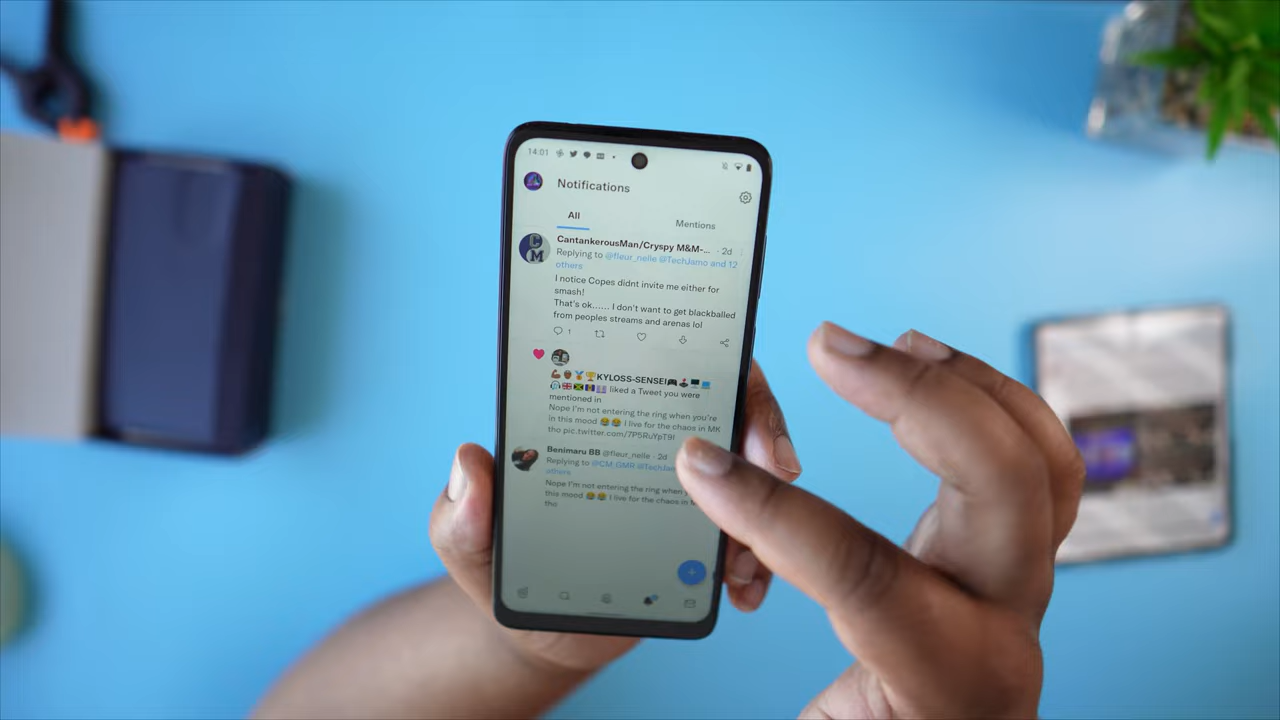 14:01
Notifications
All
Mentions
CantankerousMan/Cryspy M&M-... · 2d
Replying to @fleur_nelle @TechJamo and 12
others
I notice Copes didnt invite me either for
smash!
That's ok...... I don't want to get blackballed
from peoples streams and arenas lol
1
KYLOSS-SENSEI
liked a Tweet you were
mentioned in
Nope I'm not entering the ring when you're
in this mood 😂😂 I live for the chaos in MK
tho pic.twitter.com/7P5RuYpT9f
Benimaru BB @fleur_nelle · 2d
Replying to @CM_GMR @TechJam
others
Nope I'm not entering the ring when
this mood 😂😂 I live for the chaos in
tho
CM